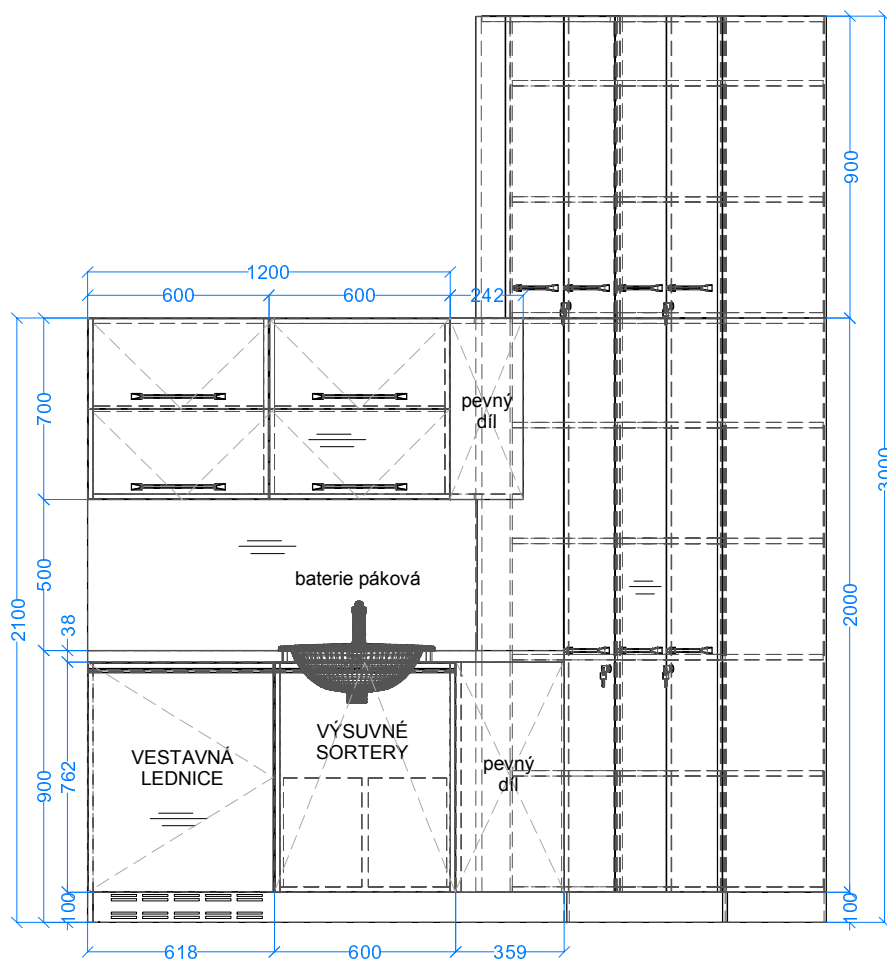 1200
600
600
242
900
700
pevný
díl
3000
500
baterie páková
2100
38
2000
VÝSUVNÉ
SORTERY
VESTAVNÁ
LEDNICE
pevný
díl
900
762
100
100
618
600
359